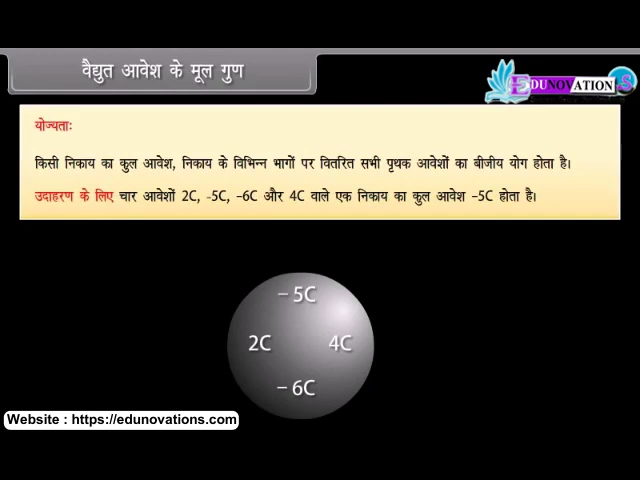 वैद्युत आवेश के मूल गुण
EDUNOVATION.S
योज्यताः
किसी निकाय का कुल आवेश, निकाय के विभिन्न भागों पर वितरित सभी पृथक आवेशों का बीजीय योग होता है।
उदाहरण के लिए चार आवेशों 2C, -5C, -6C और 4C वाले एक निकाय का कुल आवेश -5C होता है।
- 5C
2C 4C
- 6C
Website : https://edunovations.com/